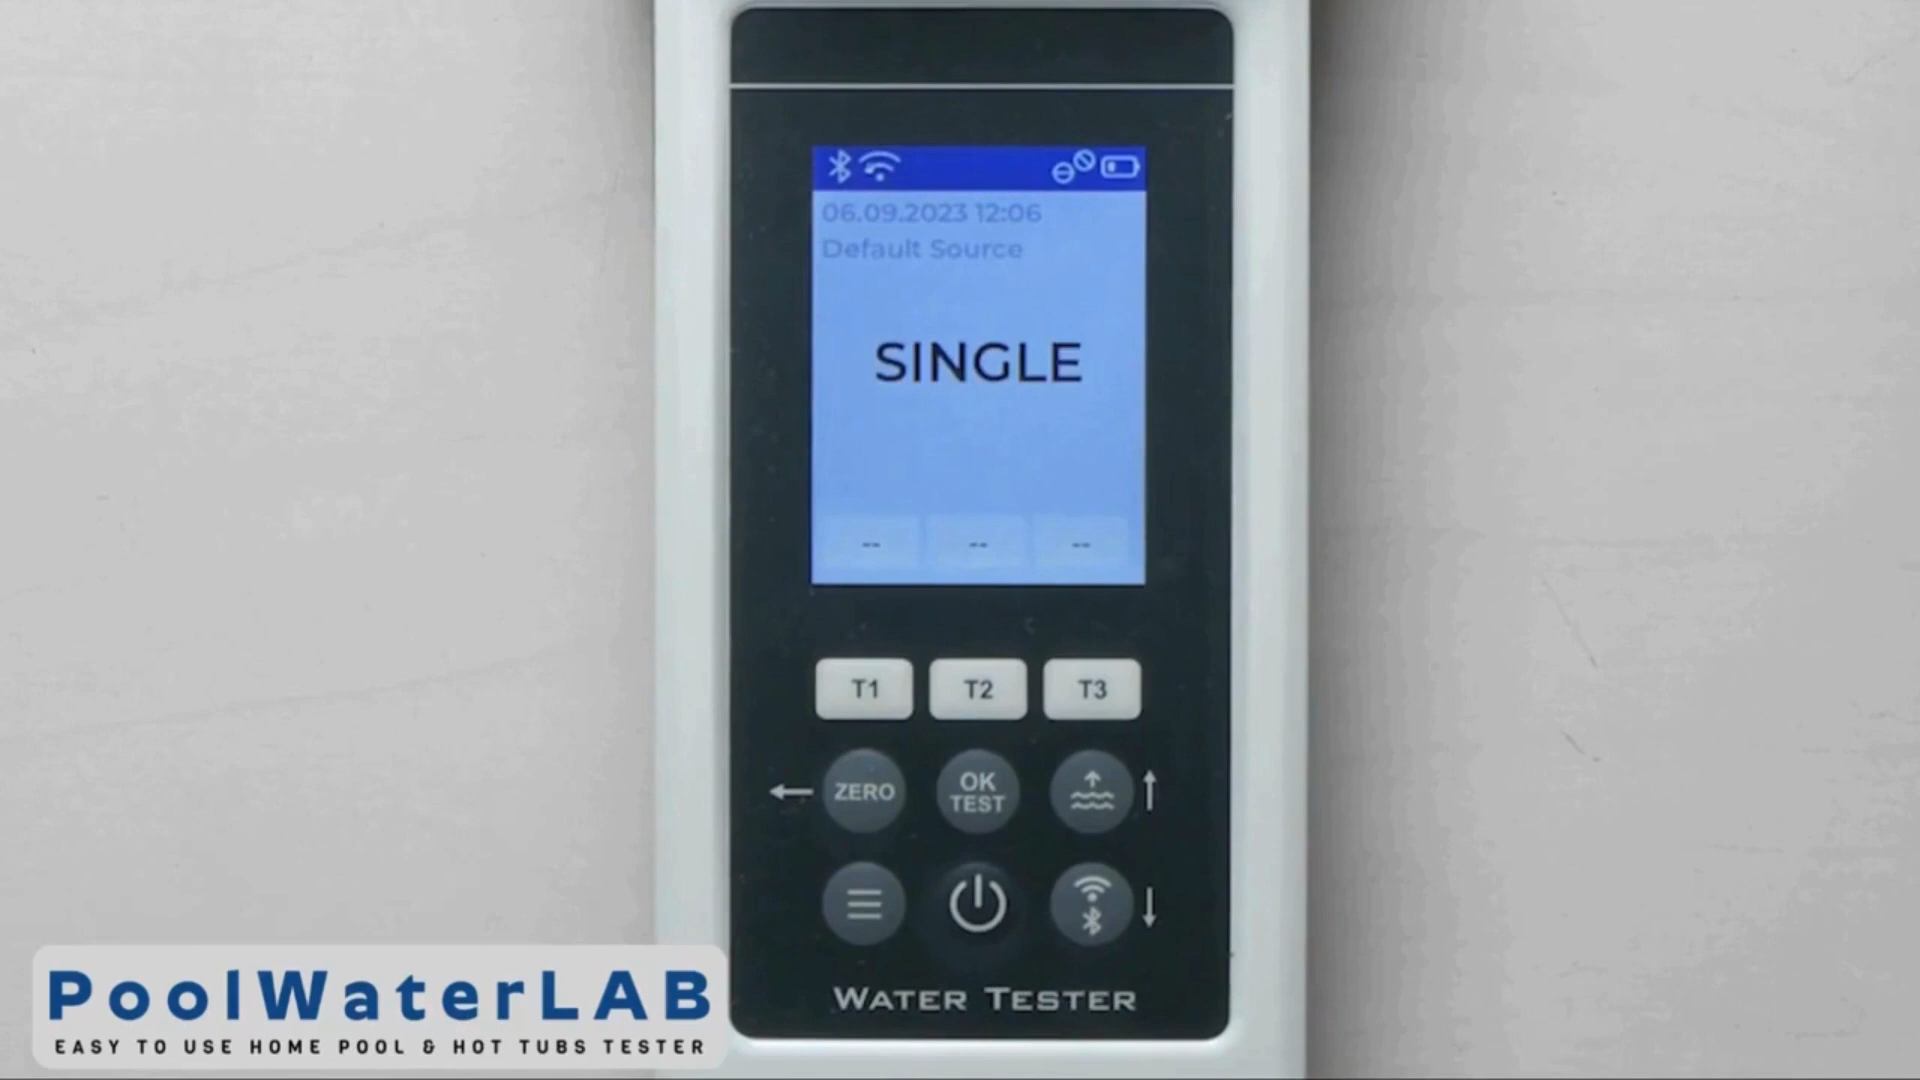 06.09.2023 12:06
Default Source
SINGLE
-- -- --
T1 T2 T3
ZERO
OK
TEST
WATER TESTER
PoolWaterLAB
EASY TO USE HOME POOL & HOT TUBS TESTER